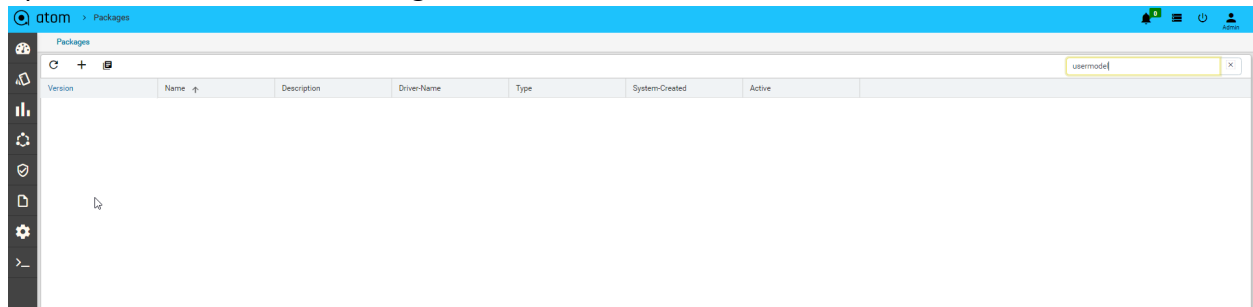 atom > Packages
0
Admin
Packages
usermodel
Version Name Description Driver-Name Type System-Created Active